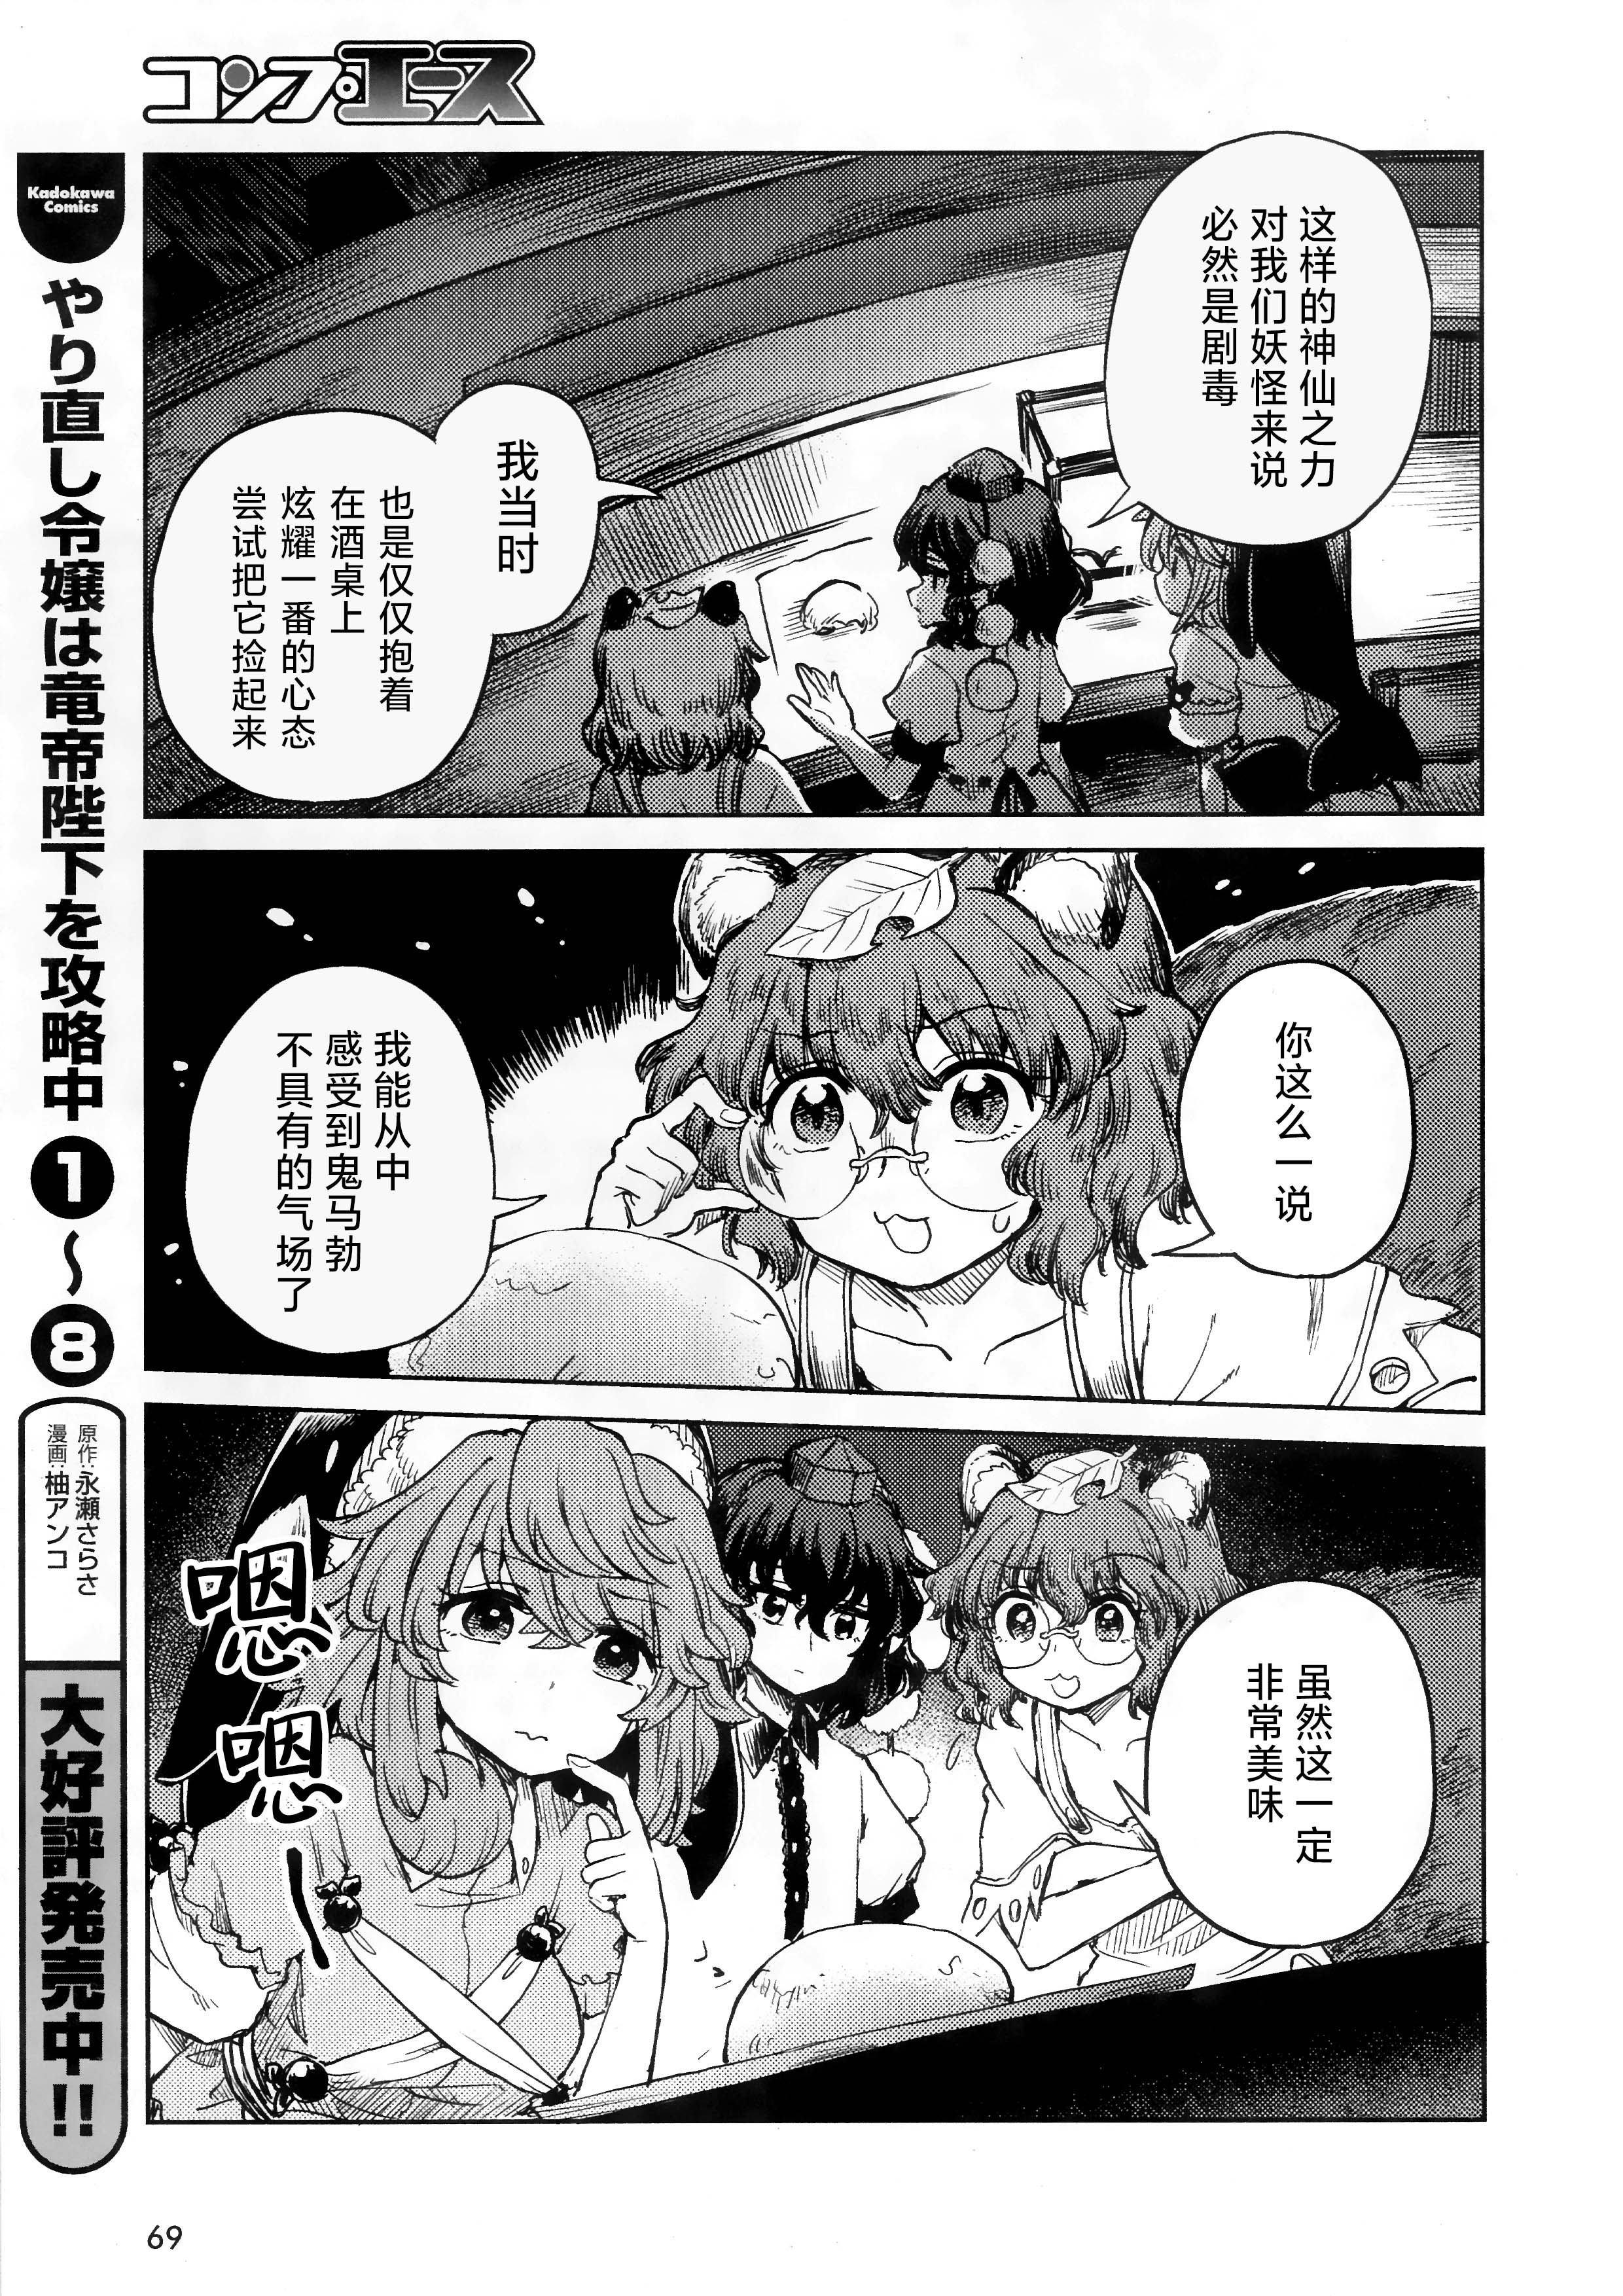 コンプ・エース
这样的神仙之力
对我们妖怪来说
必然是剧毒
我当时
也是仅仅抱着
在酒桌上
炫耀一番的心态
尝试把它捡起来
你这么一说
我能从中
感受到鬼马勃
不具有的气场了
虽然这一定
非常美味
嗯嗯ー
Kadokawa
Comics
やり直し令嬢は竜帝陛下を攻略中 1～8
原作：永瀬さらさ
漫画：柚アンコ
大好評発売中!!
69